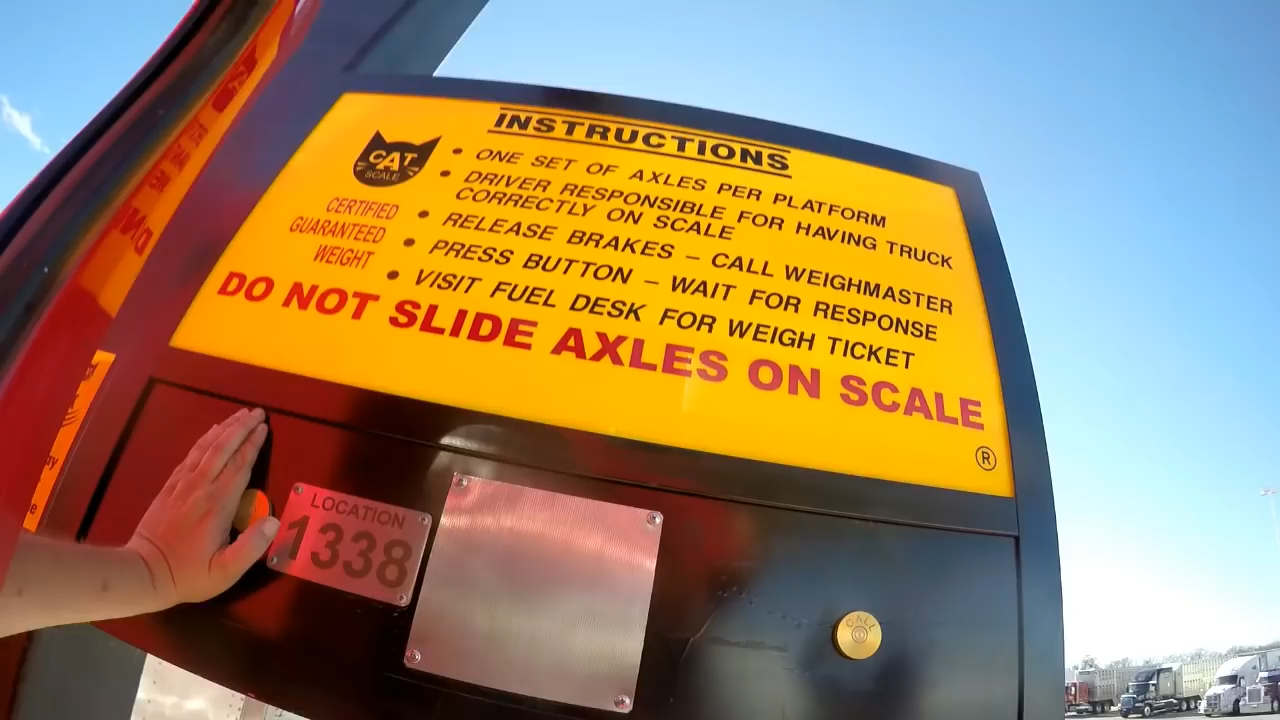 INSTRUCTIONS
CAT
SCALE
CERTIFIED
GUARANTEED
WEIGHT
• ONE SET OF AXLES PER PLATFORM
• DRIVER RESPONSIBLE FOR HAVING TRUCK
CORRECTLY ON SCALE
• RELEASE BRAKES – CALL WEIGHMASTER
• PRESS BUTTON – WAIT FOR RESPONSE
• VISIT FUEL DESK FOR WEIGH TICKET
DO NOT SLIDE AXLES ON SCALE
®
LOCATION
1338
CALL